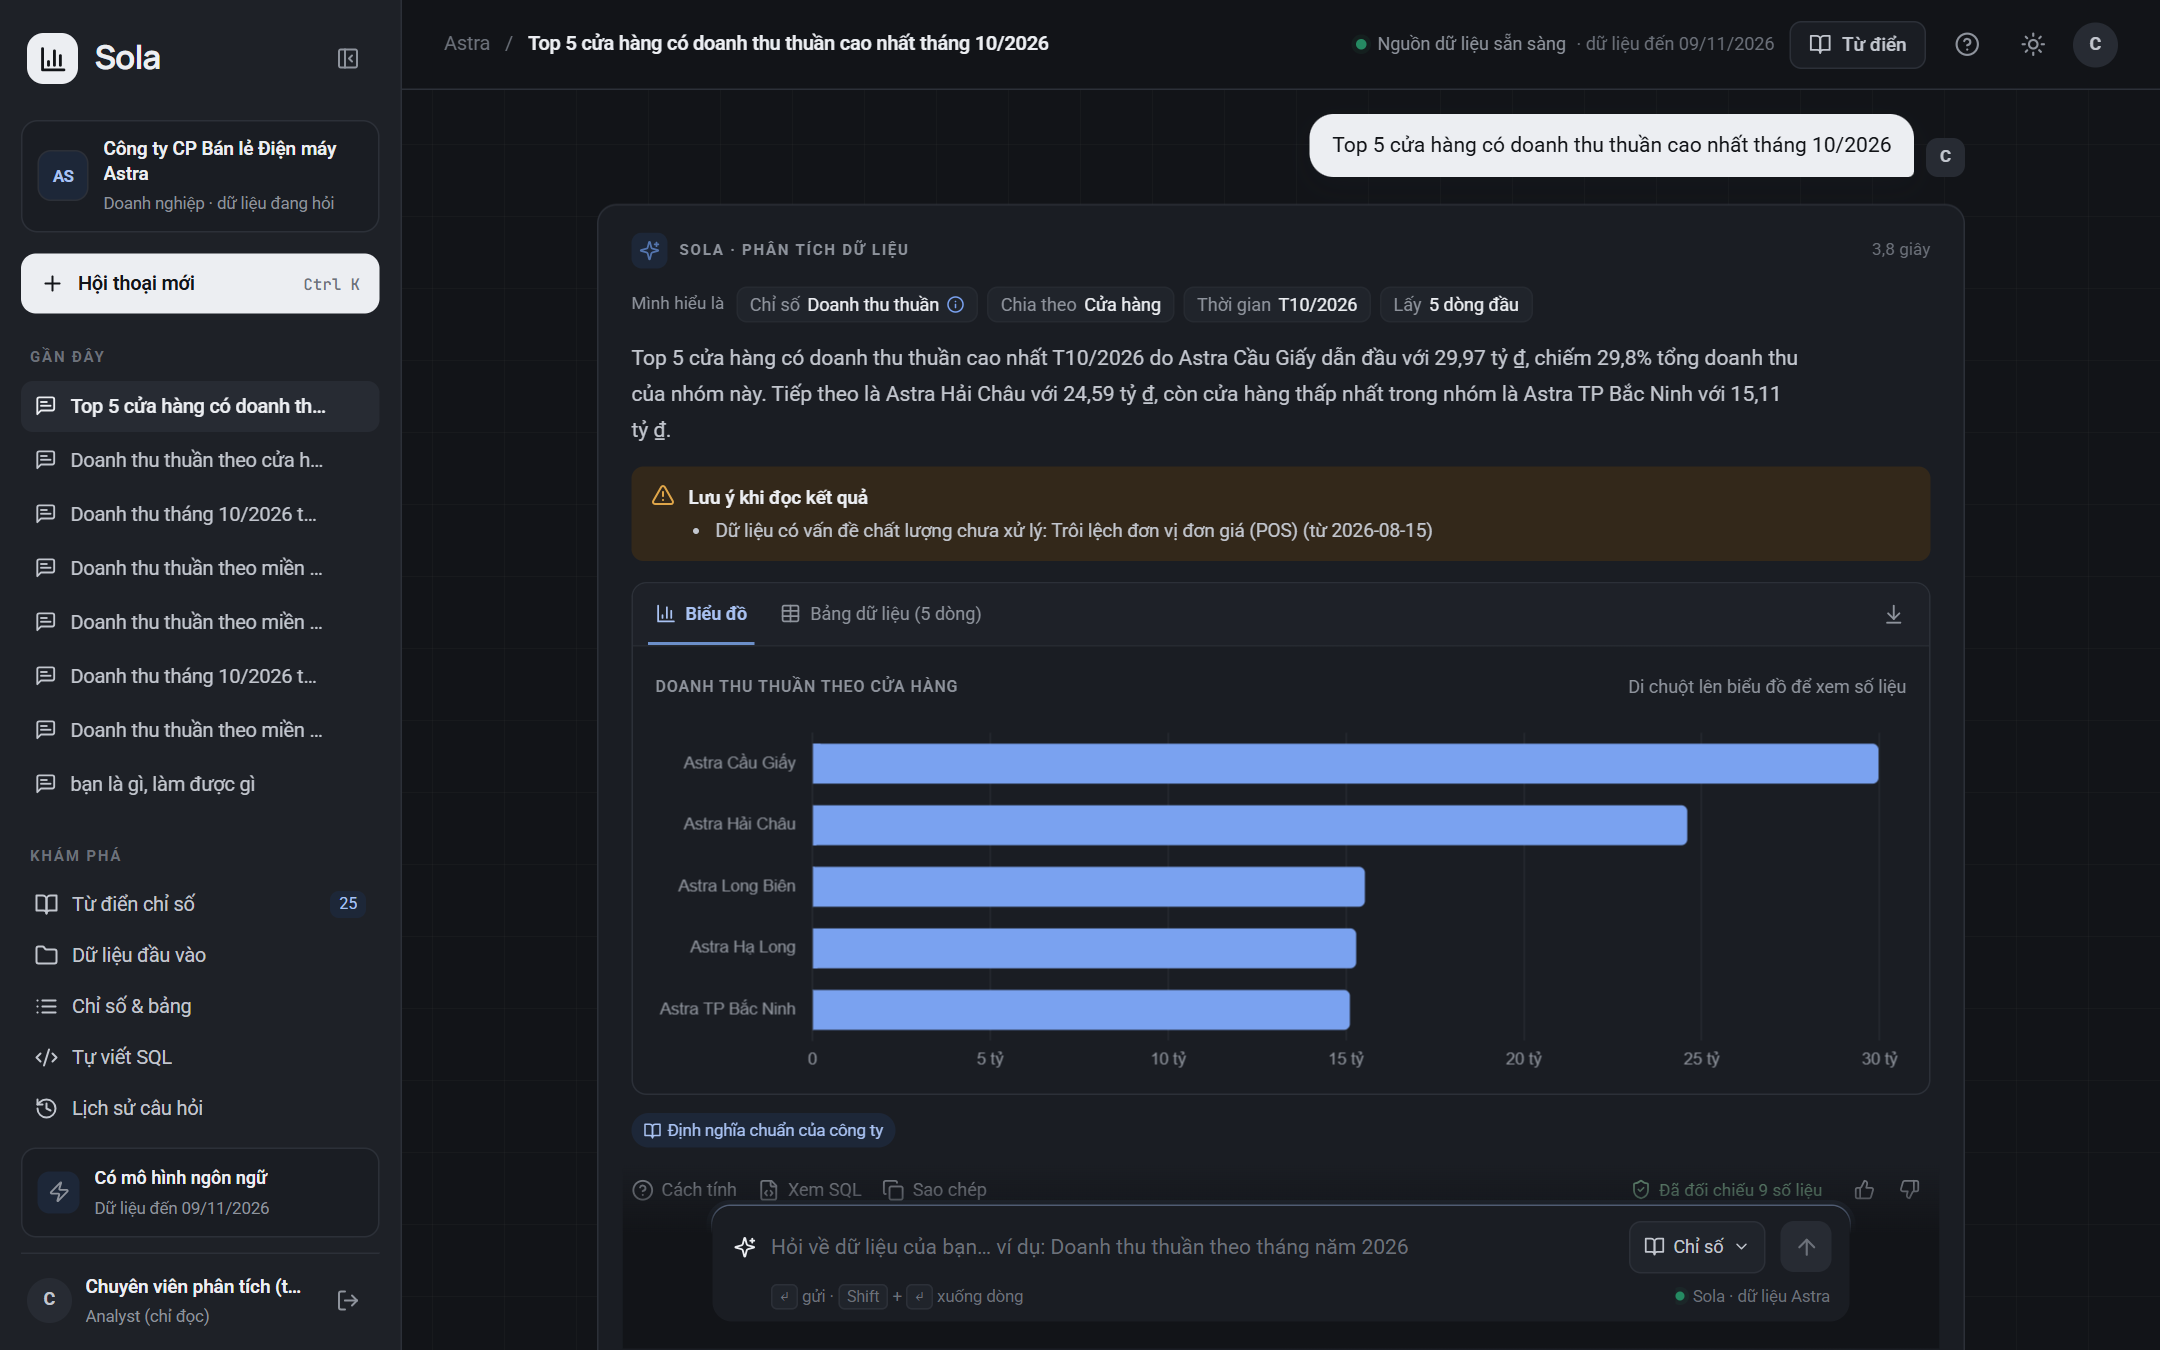 Sola
Công ty CP Bán lẻ Điện máy
Astra
AS
Doanh nghiệp · dữ liệu đang hỏi
Hội thoại mới
Ctrl K
GẦN ĐÂY
Top 5 cửa hàng có doanh th...
Doanh thu thuần theo cửa h...
Doanh thu tháng 10/2026 t...
Doanh thu thuần theo miền ...
Doanh thu thuần theo miền ...
Doanh thu tháng 10/2026 t...
Doanh thu thuần theo miền ...
bạn là gì, làm được gì
KHÁM PHÁ
Từ điển chỉ số 25
Dữ liệu đầu vào
Chỉ số & bảng
Tự viết SQL
Lịch sử câu hỏi
Có mô hình ngôn ngữ
Dữ liệu đến 09/11/2026
C
Chuyên viên phân tích (t...
Analyst (chỉ đọc)
Astra / Top 5 cửa hàng có doanh thu thuần cao nhất tháng 10/2026
Nguồn dữ liệu sẵn sàng · dữ liệu đến 09/11/2026
Từ điển
C
Top 5 cửa hàng có doanh thu thuần cao nhất tháng 10/2026
C
SOLA · PHÂN TÍCH DỮ LIỆU
3,8 giây
Mình hiểu là Chỉ số Doanh thu thuần Chia theo Cửa hàng Thời gian T10/2026 Lấy 5 dòng đầu
Top 5 cửa hàng có doanh thu thuần cao nhất T10/2026 do Astra Cầu Giấy dẫn đầu với 29,97 tỷ ₫, chiếm 29,8% tổng doanh thu
của nhóm này. Tiếp theo là Astra Hải Châu với 24,59 tỷ ₫, còn cửa hàng thấp nhất trong nhóm là Astra TP Bắc Ninh với 15,11
tỷ ₫.
Lưu ý khi đọc kết quả
• Dữ liệu có vấn đề chất lượng chưa xử lý: Trôi lệch đơn vị đơn giá (POS) (từ 2026-08-15)
Biểu đồ
Bảng dữ liệu (5 dòng)
DOANH THU THUẦN THEO CỬA HÀNG
Di chuột lên biểu đồ để xem số liệu
Astra Cầu Giấy
Astra Hải Châu
Astra Long Biên
Astra Hạ Long
Astra TP Bắc Ninh
0 5 tỷ 10 tỷ 15 tỷ 20 tỷ 25 tỷ 30 tỷ
Định nghĩa chuẩn của công ty
Cách tính Xem SQL Sao chép
Đã đối chiếu 9 số liệu
Hỏi về dữ liệu của bạn... ví dụ: Doanh thu thuần theo tháng năm 2026
Chỉ số
↵ gửi · Shift + ↵ xuống dòng
Sola · dữ liệu Astra